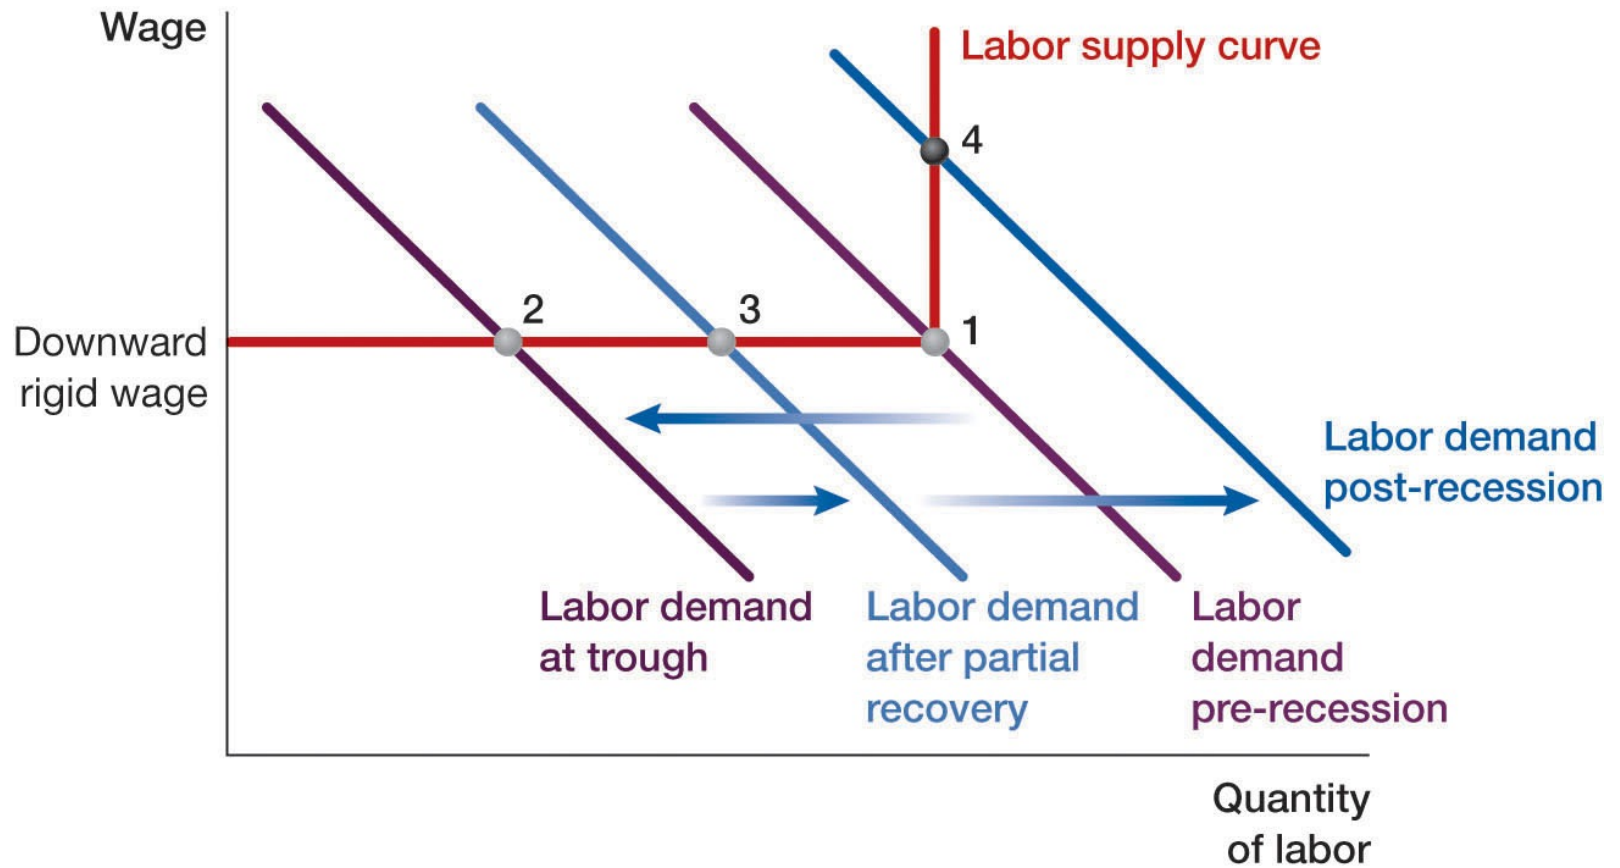 Wage
Labor supply curve
4
2
3
1
Downward
rigid wage
Labor demand
post-recession
Labor demand
at trough
Labor demand
after partial
recovery
Labor
demand
pre-recession
Quantity
of labor